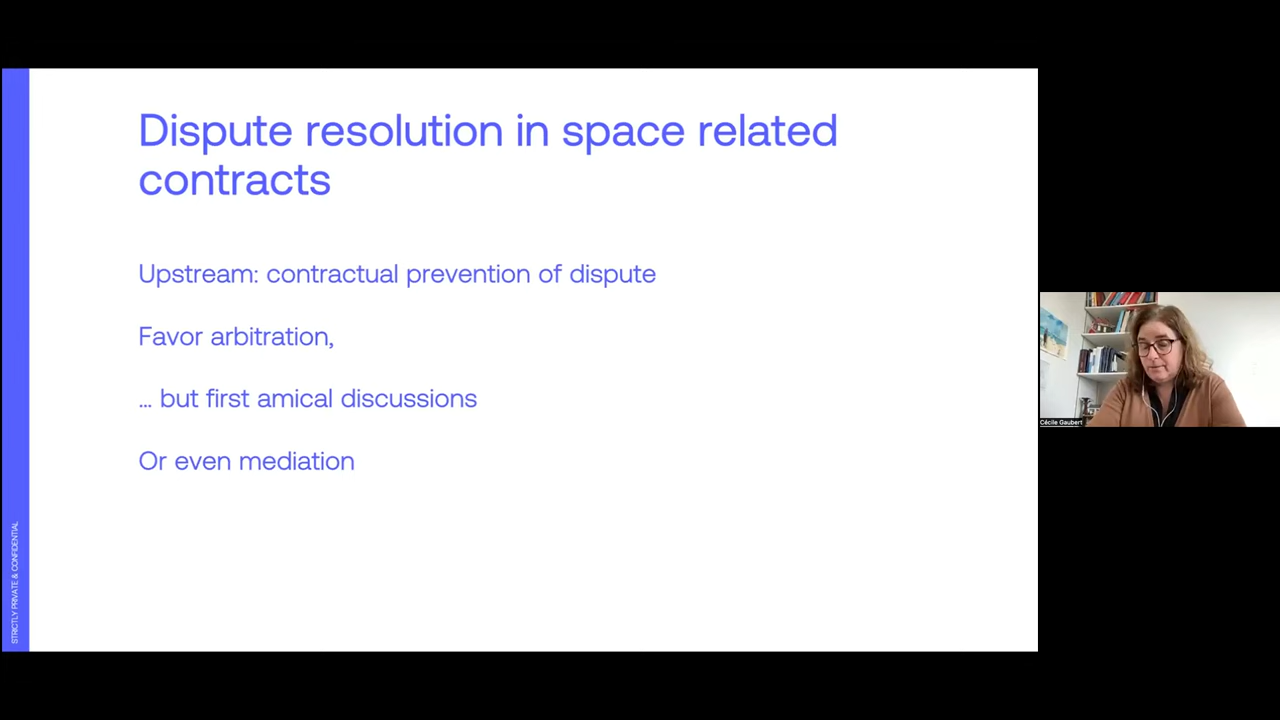 Dispute resolution in space related
contracts
Upstream: contractual prevention of dispute
Favor arbitration,
... but first amical discussions
Or even mediation
STRICTLY PRIVATE & CONFIDENTIAL
Cécile Gaubert